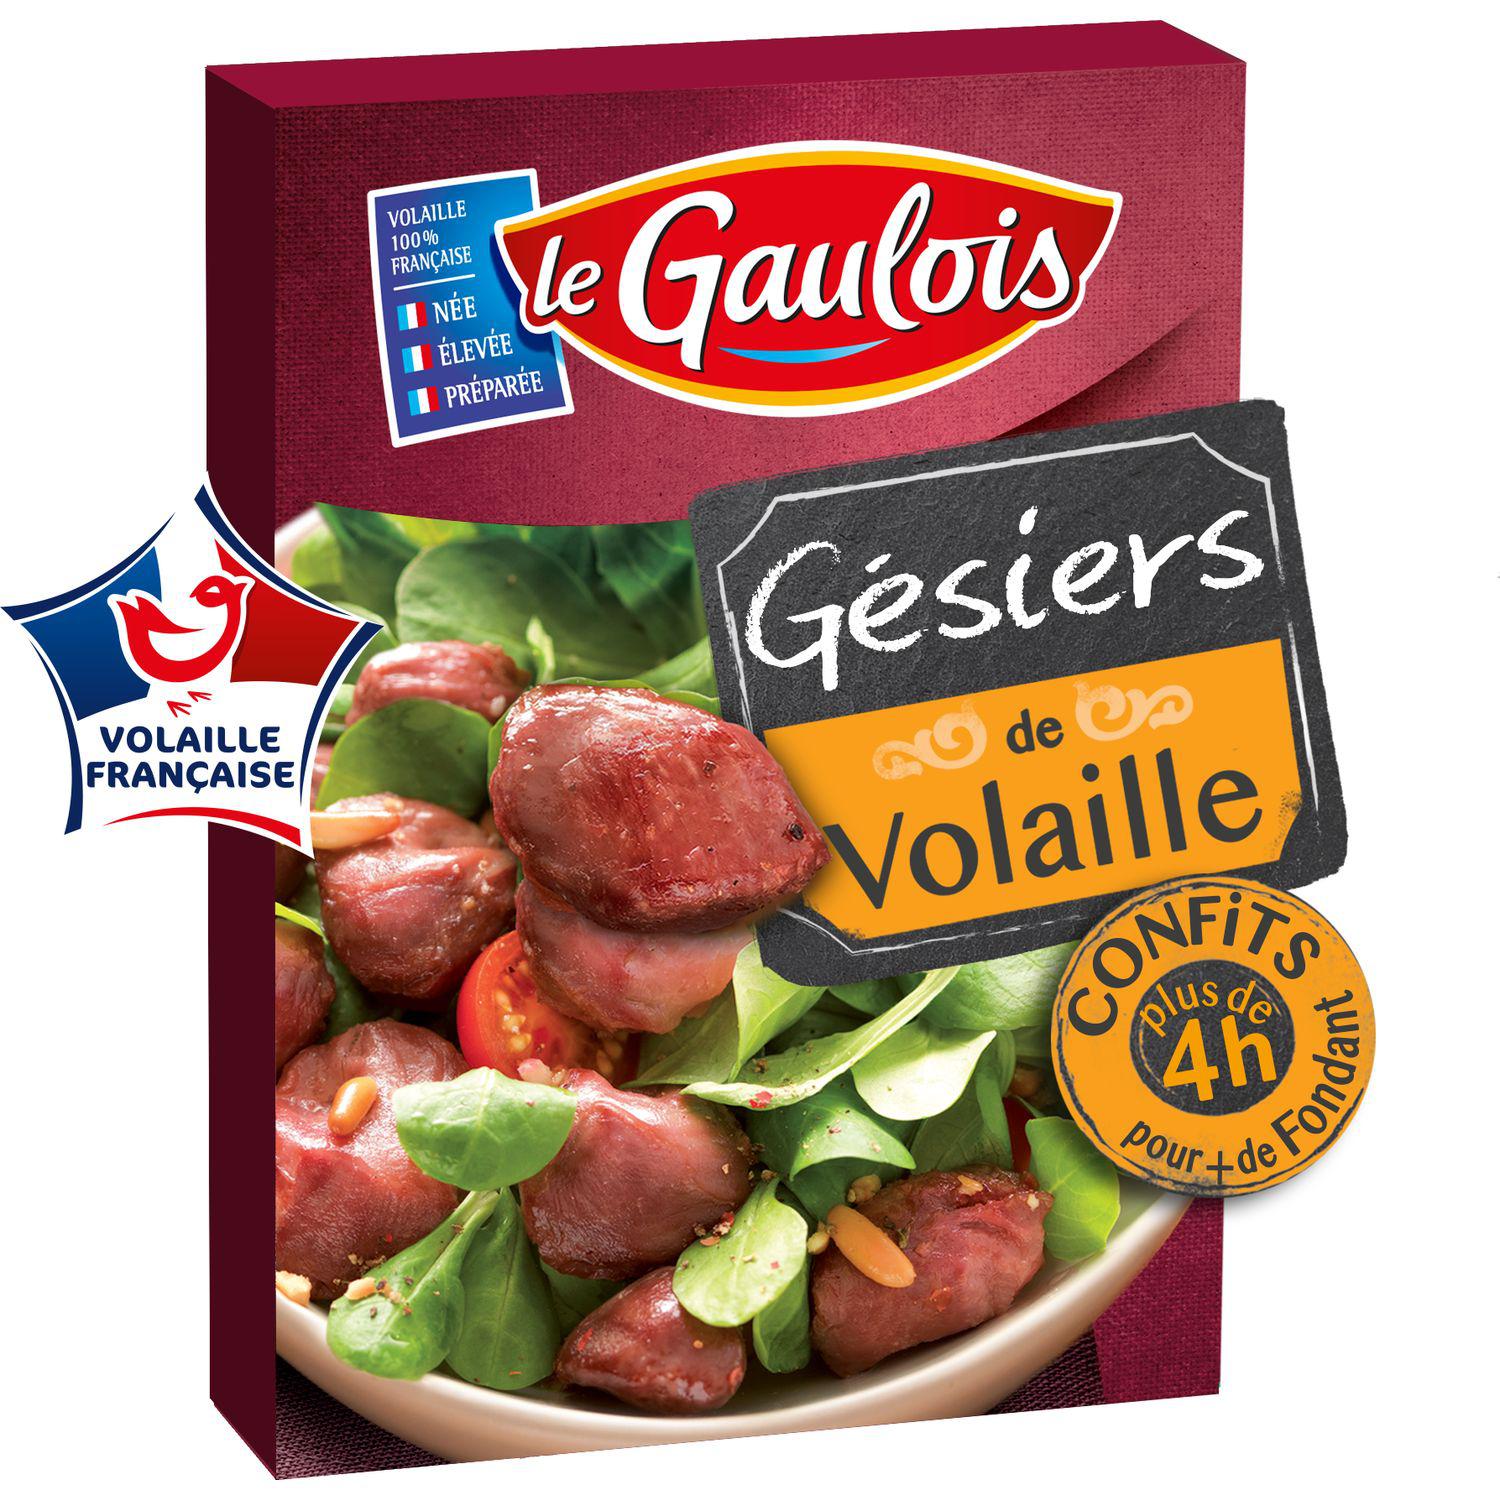 VOLAILLE
100%
FRANÇAISE
NÉE
ÉLEVÉE
PRÉPARÉE
le Gaulois
Gésiers
de
Volaille
VOLAILLE
FRANÇAISE
CONFiTS
plus de
4h
pour + de Fondant